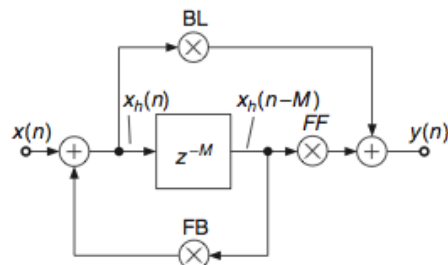 BL
x_h(n) x_h(n−M) FF
x(n) z^{−M} y(n)
FB